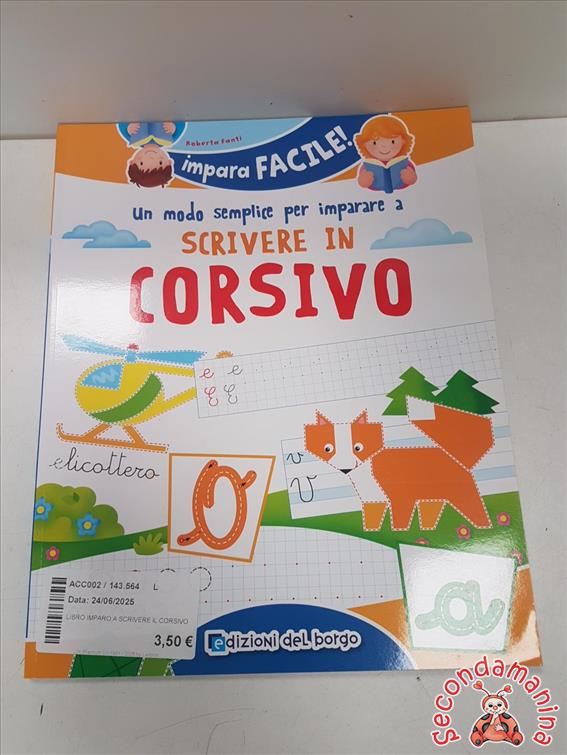 Roberta Fanti
impara FACILE!
un modo semplice per imparare a
SCRIVERE IN
CORSIVO
e e
E E
elicottero
O
v
V
a
ACC002 / 143.564 L
Data: 24/06/2025
LIBRO IMPARO A SCRIVERE IL CORSIVO
3,50 €
edizioni del borgo
Secondamanina